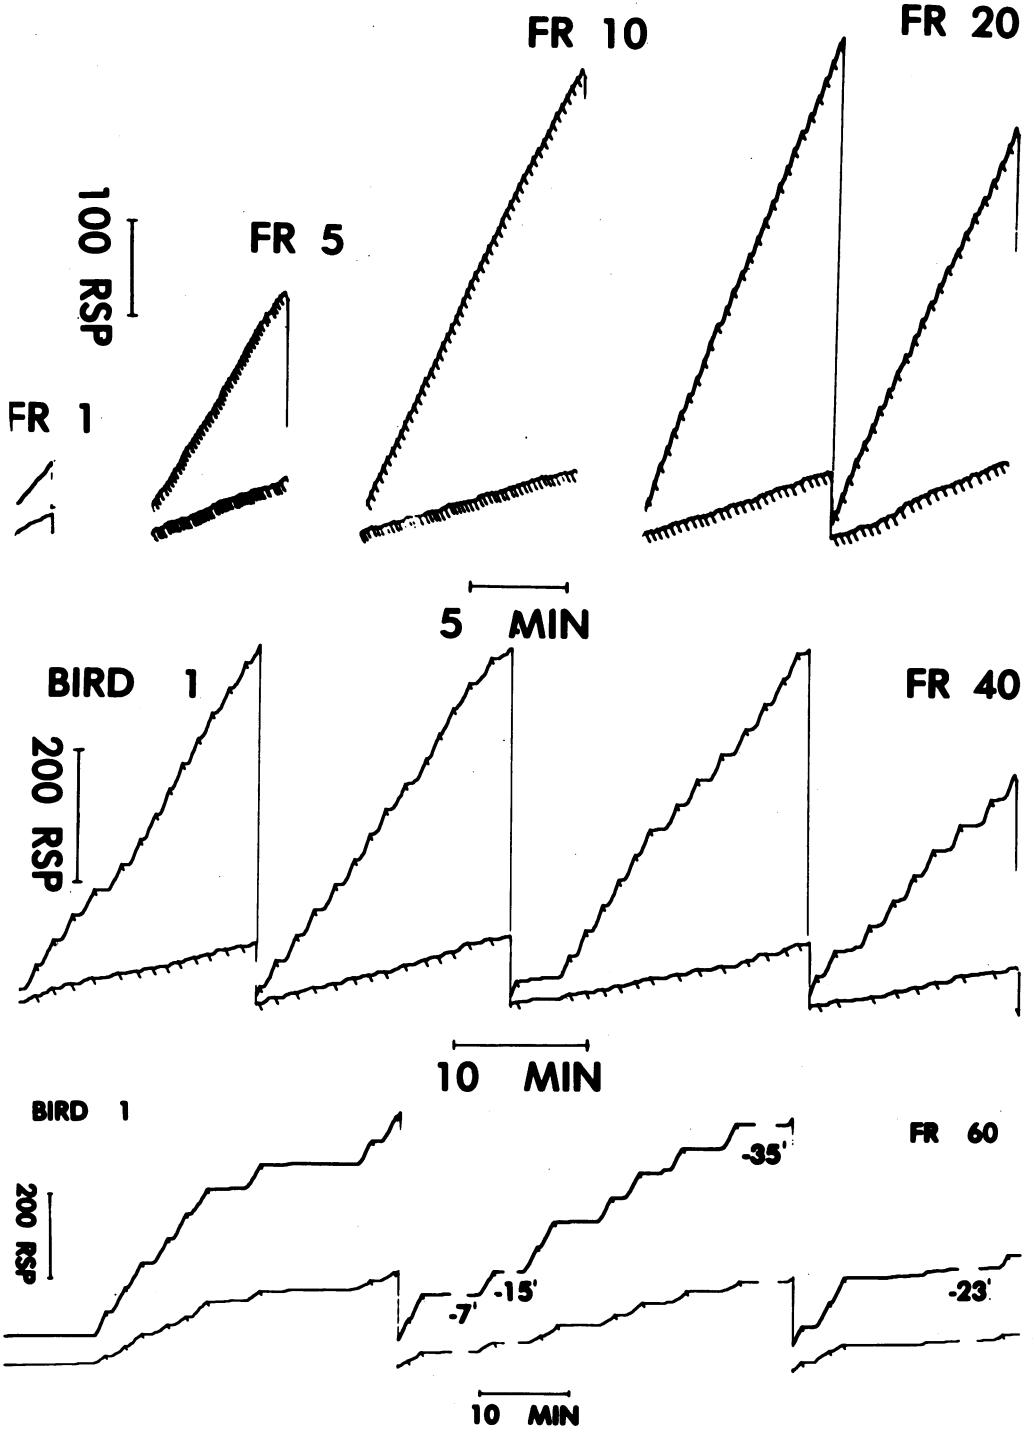 FR 10
FR 20
100 RSP
FR 5
FR 1
5 MIN
BIRD 1
FR 40
200 RSP
10 MIN
BIRD 1
FR 60
-35'
200 RSP
-15'
-7'
-23'
10 MIN